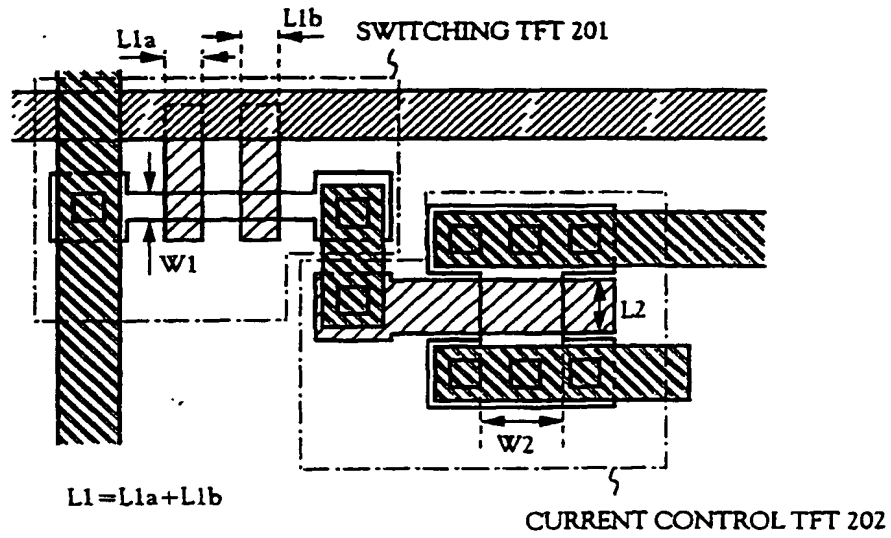 L1b
L1a
SWITCHING TFT 201
W1
L2
W2
L1=L1a+L1b
CURRENT CONTROL TFT 202